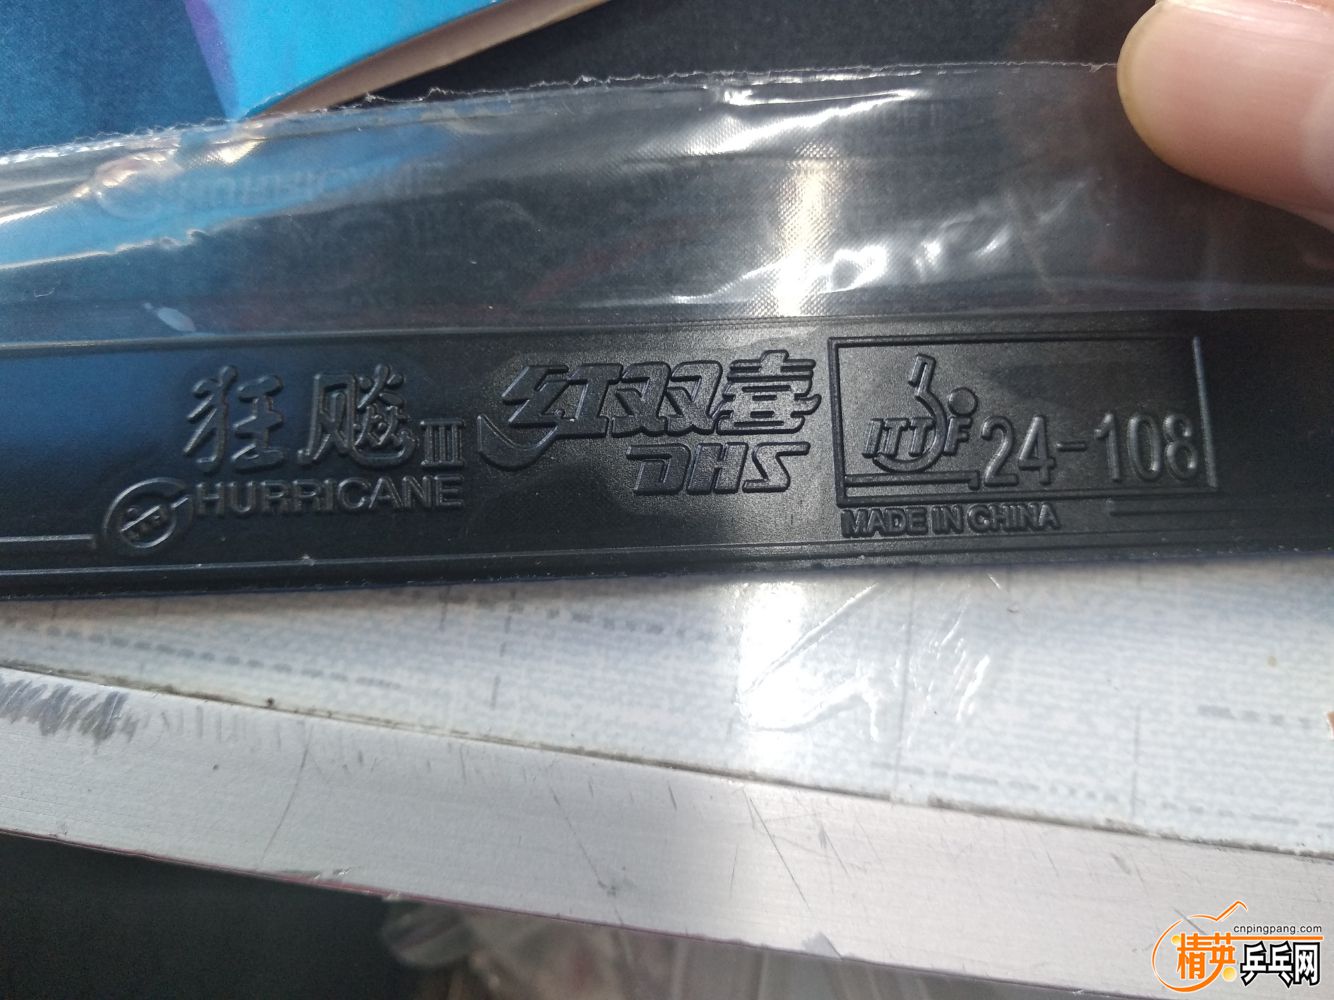 狂飚III
HURRICANE
红双喜
DHS
ITTF
24-108
MADE IN CHINA
cnpingpang.com
精英乒乓网